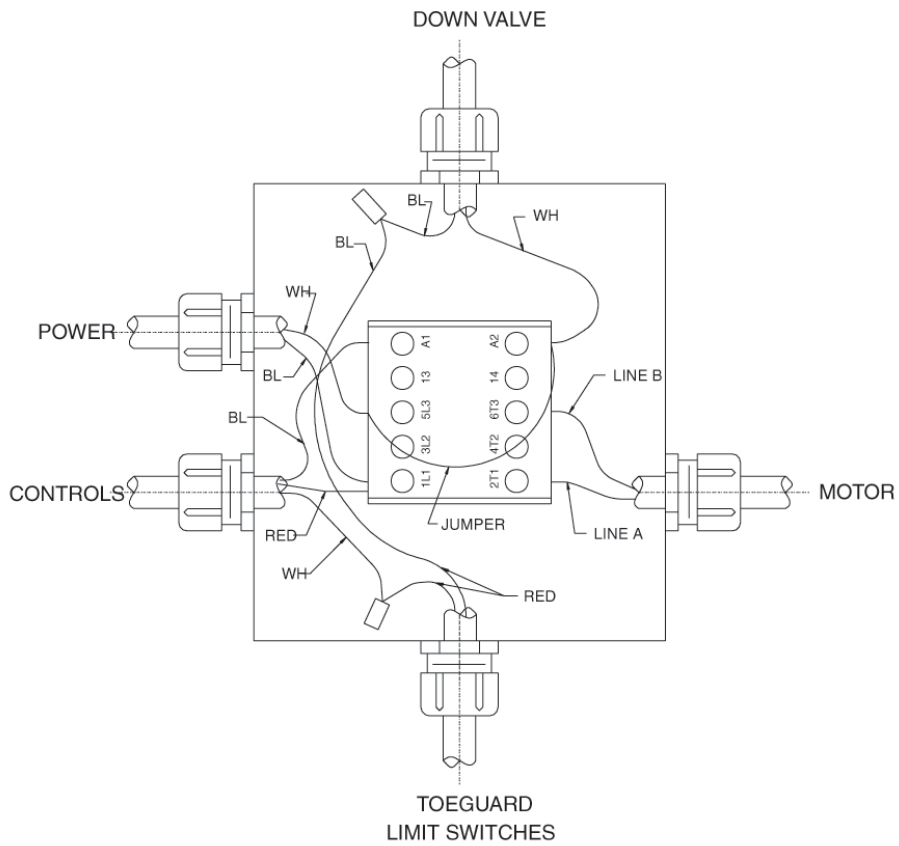 DOWN VALVE
BL
WH
BL
WH
POWER
A1
A2
13
14
LINE B
BL
5L3
6T3
BL
3L2
4T2
1L1
2T1
CONTROLS
MOTOR
JUMPER
RED
LINE A
WH
RED
TOEGUARD
LIMIT SWITCHES